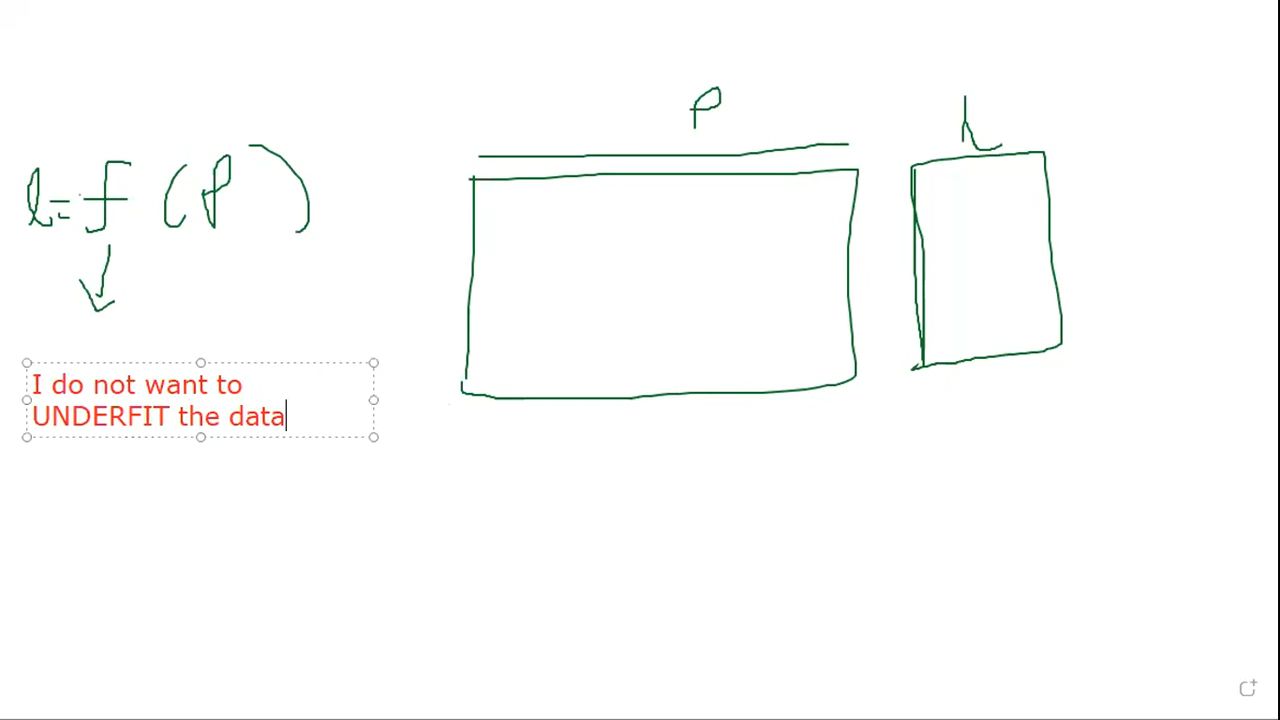 P
l
l = f (P)
I do not want to
UNDERFIT the data